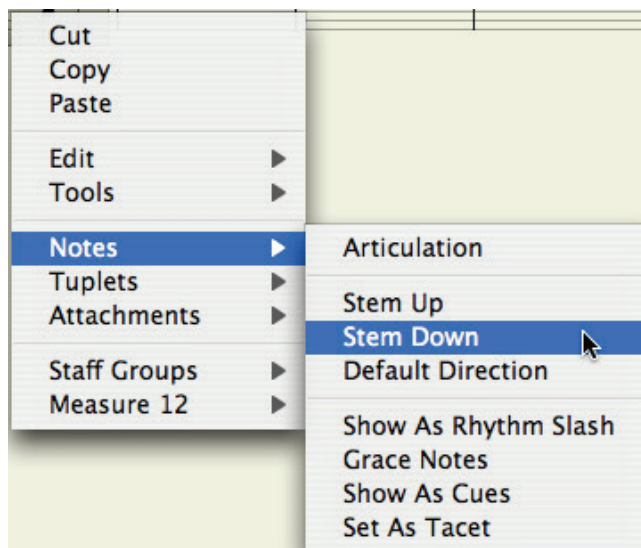 Cut
Copy
Paste
Edit
Tools
Notes
Tuplets
Attachments
Staff Groups
Measure 12
Articulation
Stem Up
Stem Down
Default Direction
Show As Rhythm Slash
Grace Notes
Show As Cues
Set As Tacet